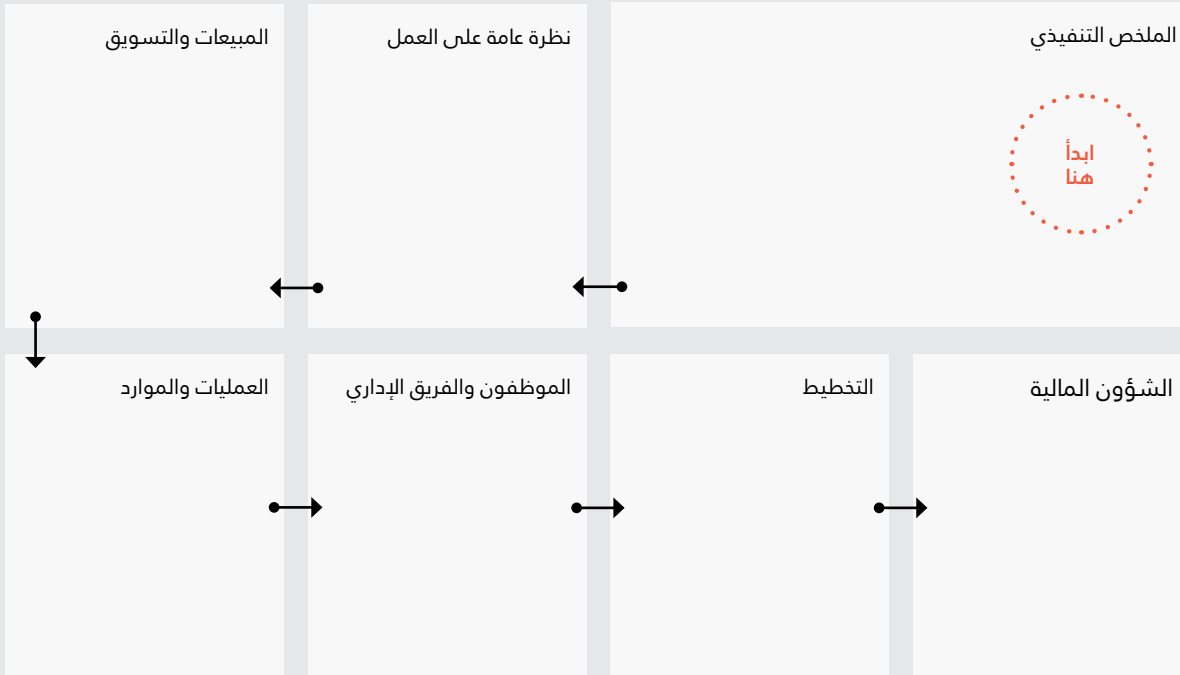 الملخص التنفيذي
ابدأ
هنا
نظرة عامة على العمل
المبيعات والتسويق
العمليات والموارد
الموظفون والفريق الإداري
التخطيط
الشؤون المالية